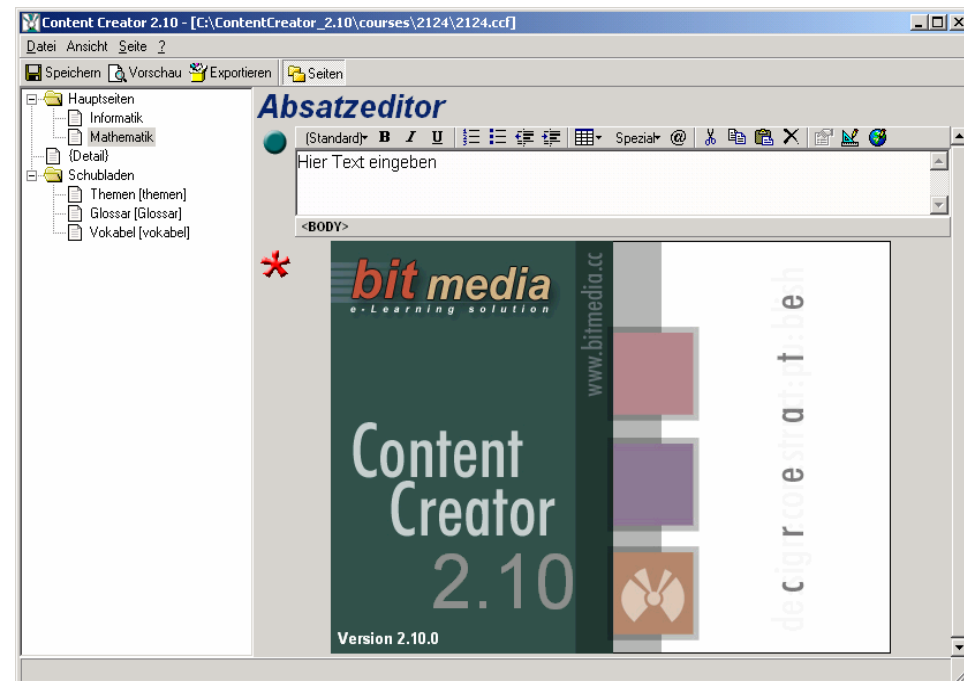 Content Creator 2.10 - [C:\ContentCreator_2.10\courses\2124\2124.ccf]
Datei Ansicht Seite ?
Speichern Vorschau Exportieren Seiten
Hauptseiten
Informatik
Mathematik
{Detail}
Schubladen
Themen [themen]
Glossar [Glossar]
Vokabel [vokabel]
Absatzeditor
(Standard) B I U Spezial @
Hier Text eingeben
<BODY>
bit media
e-Learning solution
www.bitmedia.cc
Content
Creator
2.10
Version 2.10.0